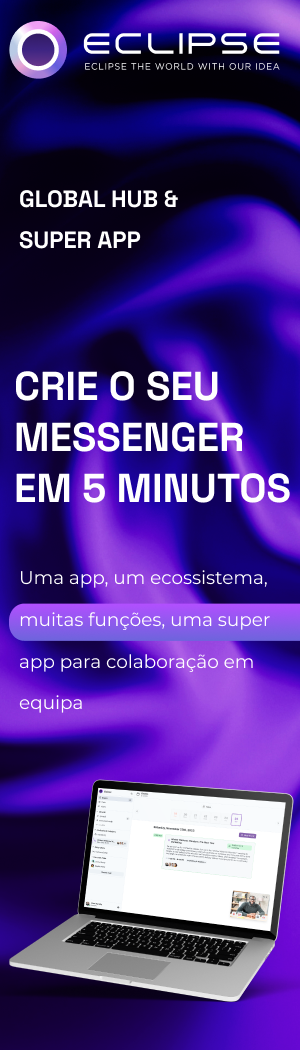 ECLIPSE
ECLIPSE THE WORLD WITH OUR IDEA
GLOBAL HUB &
SUPER APP
CRIE O SEU
MESSENGER
EM 5 MINUTOS
Uma app, um ecossistema,
muitas funções, uma super
app para colaboração em
equipa